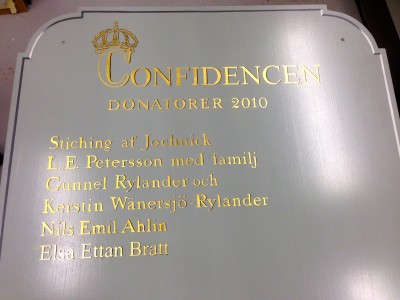 CONFIDENCEN
DONATORER 2010
Stiching af Jochnick
L. E. Petersson med familj
Gunnel Rylander och
Kerstin Wänersjö-Rylander
Nils Emil Ahlin
Elsa Ettan Bratt